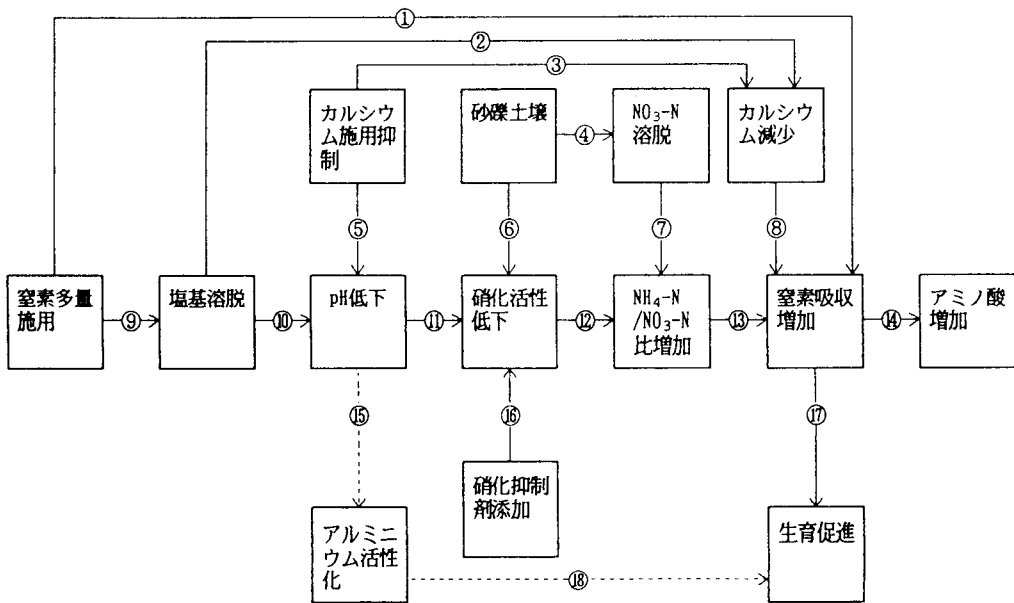 ①
②
③
カルシウ
ム施用抑
制
砂礫土壌
④
NO₃-N
溶脱
カルシウ
ム減少
⑤
⑥
⑦
⑧
窒素多量
施用
⑨
塩基溶脱
⑩
pH低下
⑪
硝化活性
低下
⑫
NH₄-N
/NO₃-N
比増加
⑬
窒素吸収
増加
⑭
アミノ酸
増加
⑮
⑯
⑰
硝化抑制
剤添加
アルミニ
ウム活性
化
⑱
生育促進